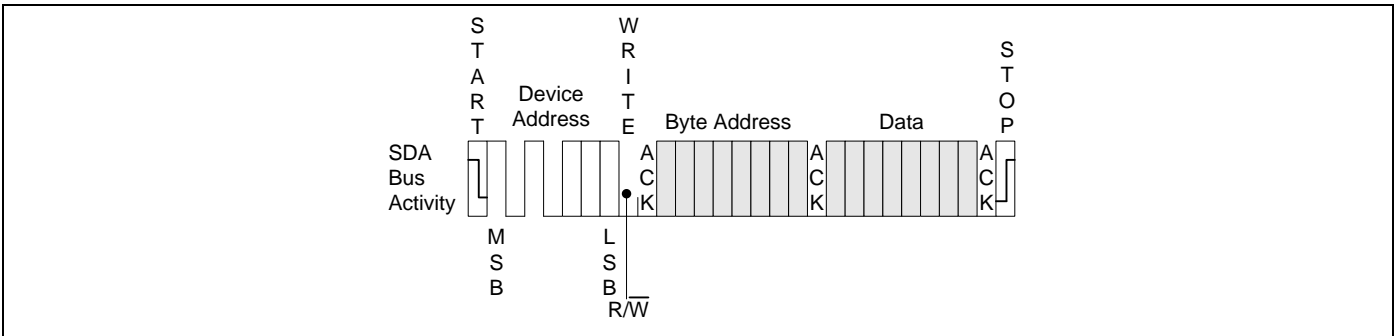 START
WRITE
STOP
Device
Address
Byte Address
Data
SDA
Bus
Activity
ACK
ACK
ACK
MSB
LSB
R/W̅